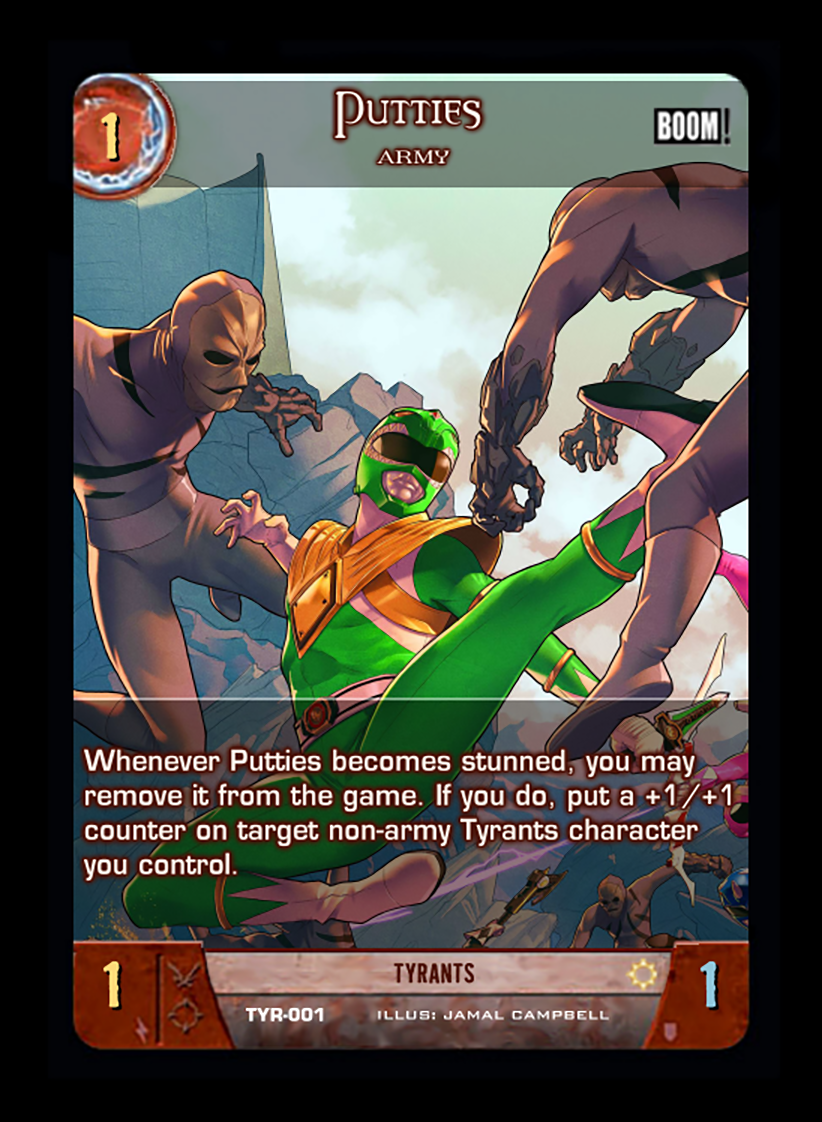 1
Putties
ARMY
BOOM!
Whenever Putties becomes stunned, you may
remove it from the game. If you do, put a +1/+1
counter on target non-army Tyrants character
you control.
1
TYRANTS
1
TYR-001 ILLUS: JAMAL CAMPBELL